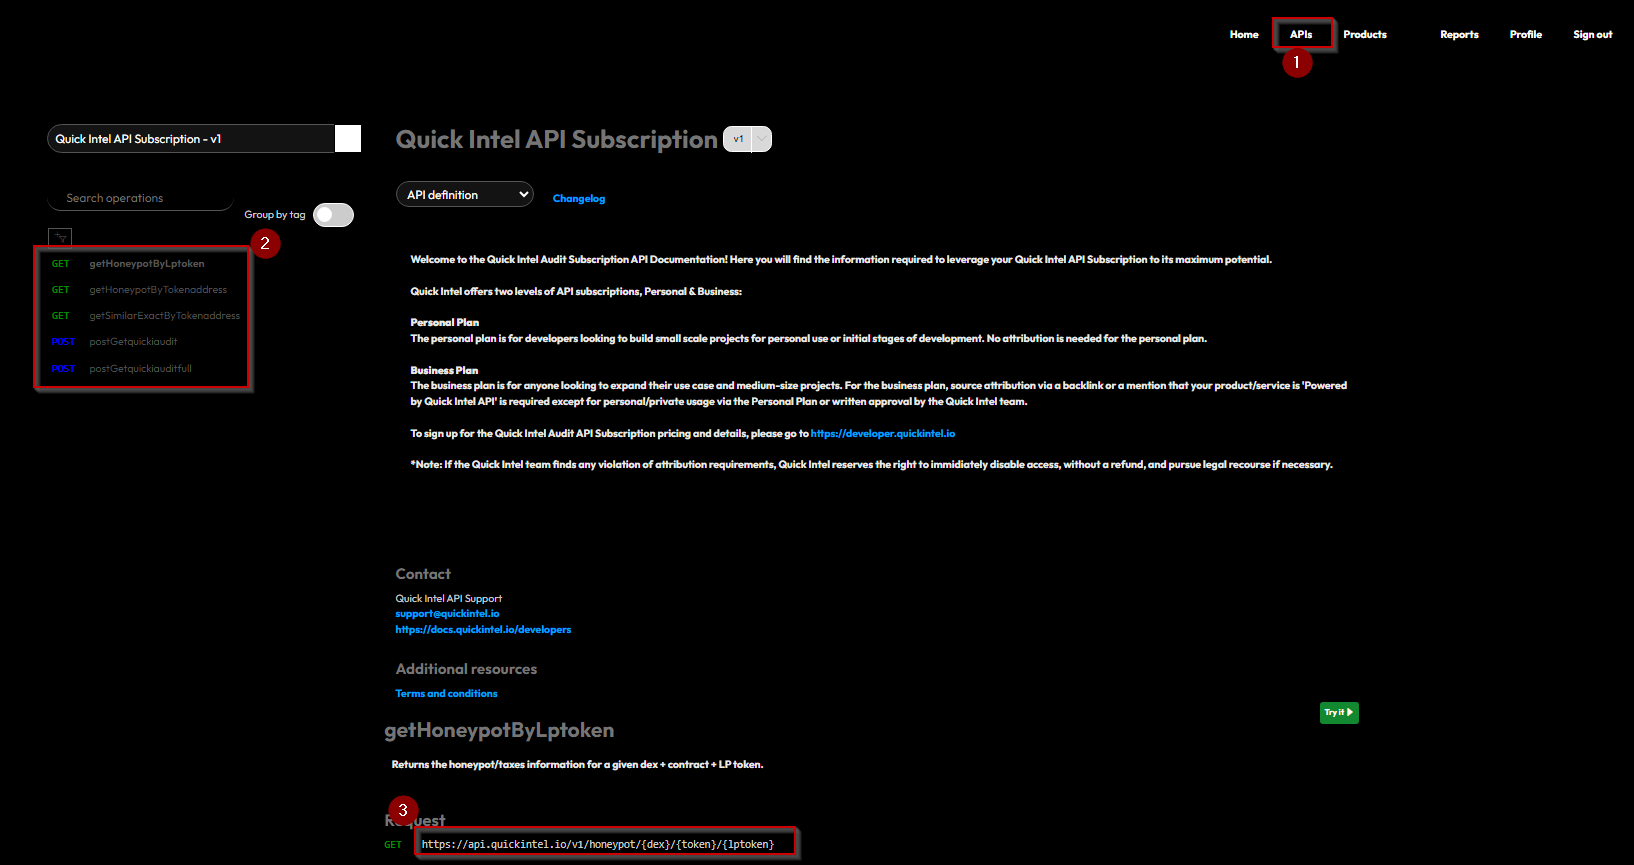 Home APIs Products Reports Profile Sign out
1
Quick Intel API Subscription - v1
Search operations
Group by tag
2
GET getHoneypotByLptoken
GET getHoneypotByTokenaddress
GET getSimilarExactByTokenaddress
POST postGetquickiaudit
POST postGetquickiauditfull
Quick Intel API Subscription v1
API definition Changelog
Welcome to the Quick Intel Audit Subscription API Documentation! Here you will find the information required to leverage your Quick Intel API Subscription to its maximum potential.
Quick Intel offers two levels of API subscriptions, Personal & Business:
Personal Plan
The personal plan is for developers looking to build small scale projects for personal use or initial stages of development. No attribution is needed for the personal plan.
Business Plan
The business plan is for anyone looking to expand their use case and medium-size projects. For the business plan, source attribution via a backlink or a mention that your product/service is 'Powered
by Quick Intel API' is required except for personal/private usage via the Personal Plan or written approval by the Quick Intel team.
To sign up for the Quick Intel Audit API Subscription pricing and details, please go to https://developer.quickintel.io
*Note: If the Quick Intel team finds any violation of attribution requirements, Quick Intel reserves the right to immidiately disable access, without a refund, and pursue legal recourse if necessary.
Contact
Quick Intel API Support
support@quickintel.io
https://docs.quickintel.io/developers
Additional resources
Terms and conditions
Try it
getHoneypotByLptoken
Returns the honeypot/taxes information for a given dex + contract + LP token.
3
Request
GET https://api.quickintel.io/v1/honeypot/{dex}/{token}/{lptoken}